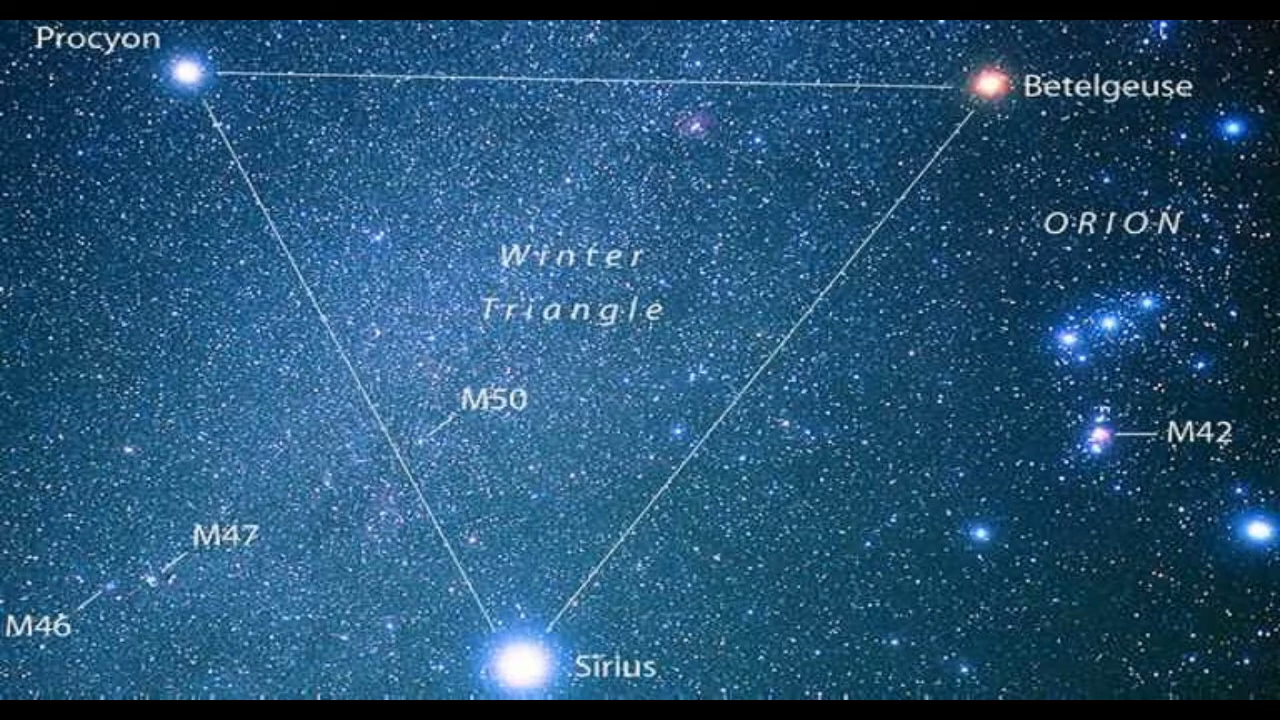 Procyon
Betelgeuse
ORION
Winter
Triangle
M50
M42
M47
M46
Sirius